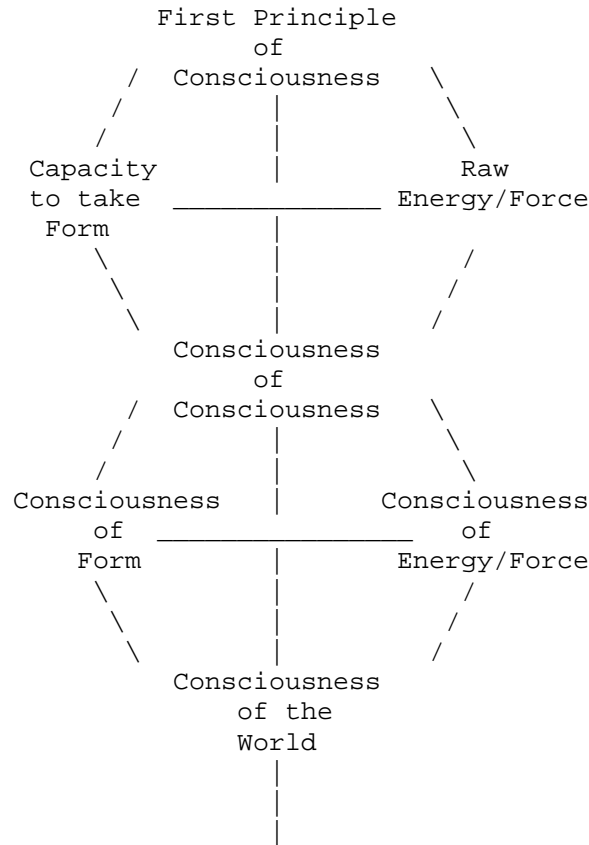 First Principle
of
Consciousness
Capacity
to take
Form
Raw
Energy/Force
Consciousness
of
Consciousness
Consciousness
of
Form
Consciousness
of
Energy/Force
Consciousness
of the
World